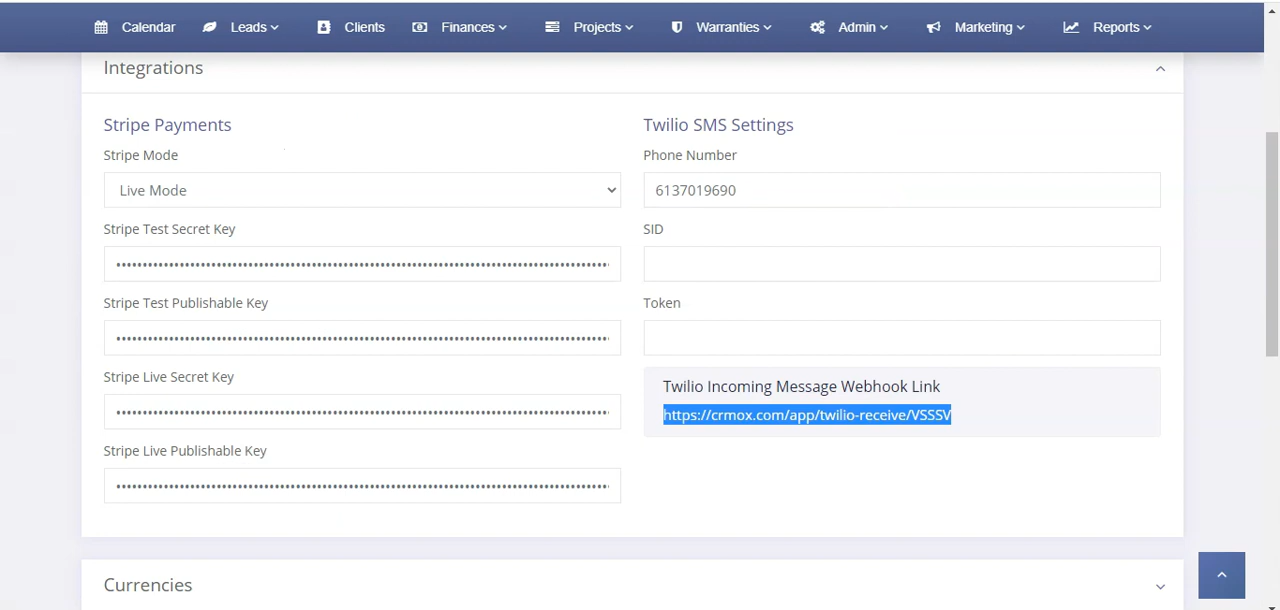 Calendar Leads Clients Finances Projects Warranties Admin Marketing Reports
Integrations
Stripe Payments
Stripe Mode
Live Mode
Stripe Test Secret Key
Stripe Test Publishable Key
Stripe Live Secret Key
Stripe Live Publishable Key
Twilio SMS Settings
Phone Number
6137019690
SID
Token
Twilio Incoming Message Webhook Link
https://crmox.com/app/twilio-receive/VSSSV
Currencies